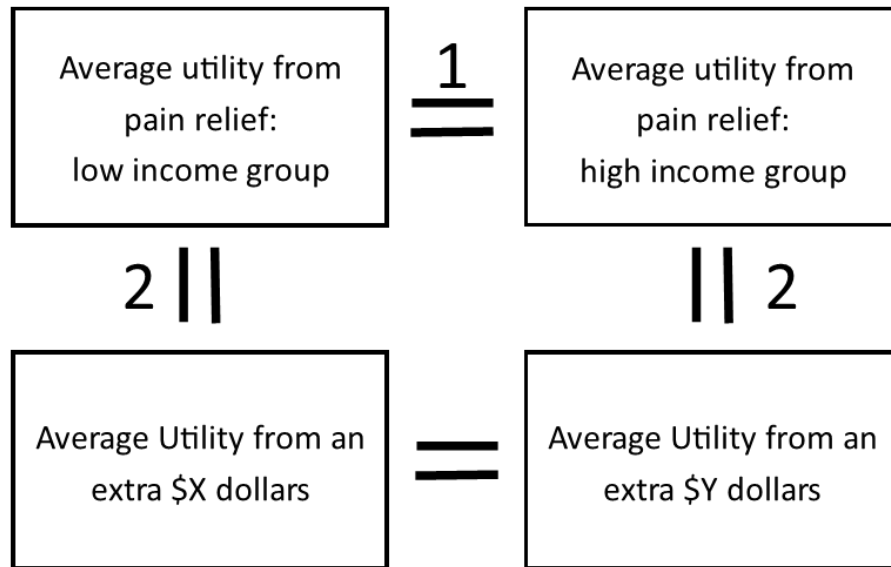 Average utility from
pain relief:
low income group
1
=
Average utility from
pain relief:
high income group
2 ||
|| 2
Average Utility from an
extra $X dollars
=
Average Utility from an
extra $Y dollars